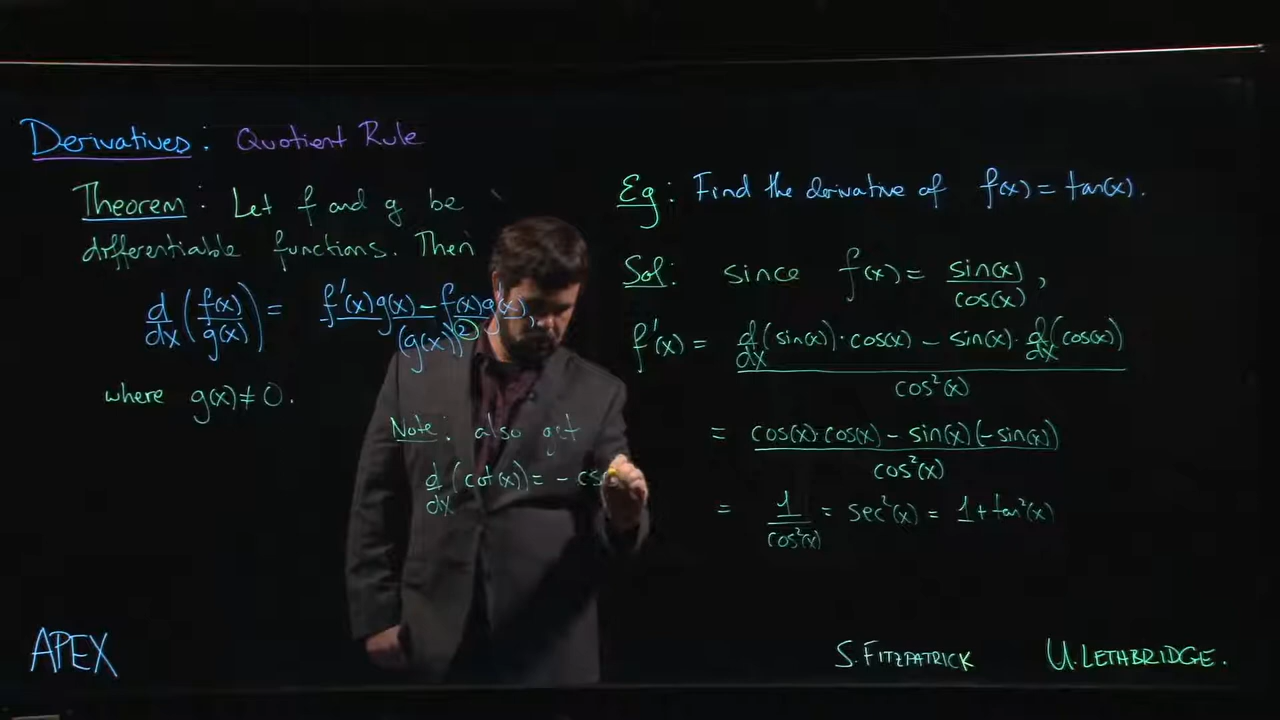 Derivatives: Quotient Rule
Theorem: Let f and g be
differentiable functions. Then
d/dx (f(x)/g(x)) = (f'(x)g(x) - f(x)g'(x))/(g(x))²,
where g(x) ≠ 0.
Note: also get
d/dx (cot(x)) = - cs
Eg: Find the derivative of f(x) = tan(x).
Sol: since f(x) = sin(x)/cos(x),
f'(x) = (d/dx (sin(x)) · cos(x) - sin(x) · d/dx (cos(x)))/cos²(x)
= (cos(x) · cos(x) - sin(x)(-sin(x)))/cos²(x)
= 1/cos²(x) = sec²(x) = 1 + tan²(x)
APEX
S. FITZPATRICK
U. LETHBRIDGE.